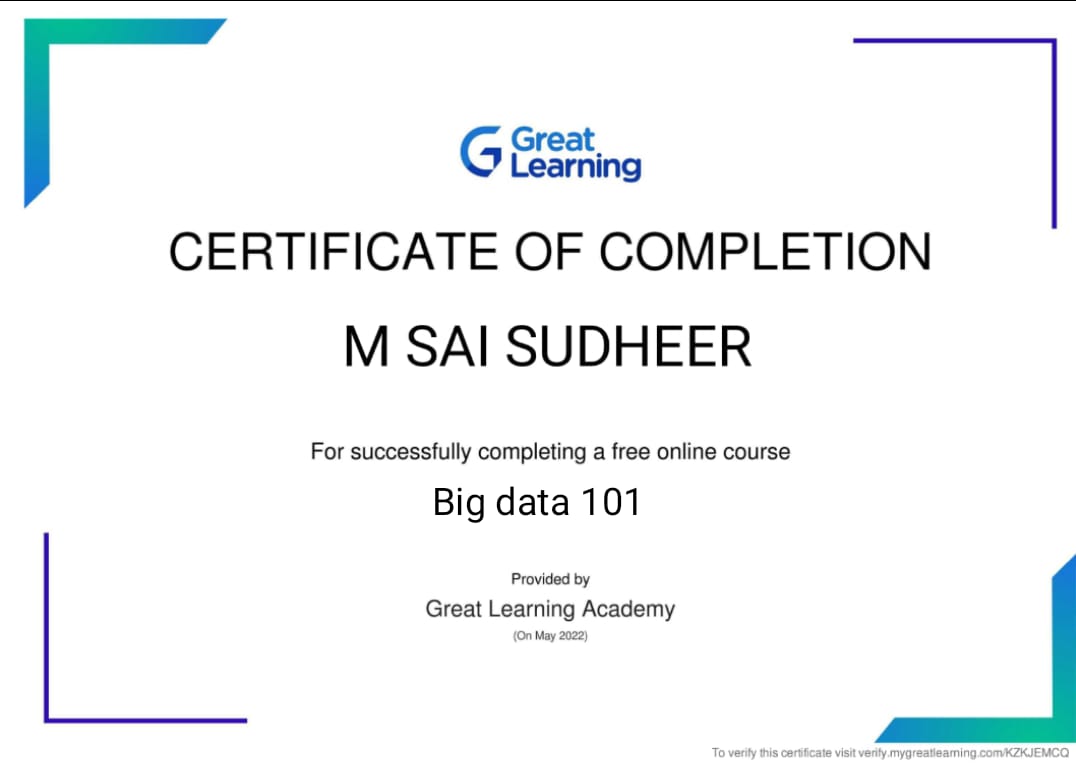 Great
Learning
CERTIFICATE OF COMPLETION
M SAI SUDHEER
For successfully completing a free online course
Big data 101
Provided by
Great Learning Academy
(On May 2022)
To verify this certificate visit verify.mygreatlearning.com/KZKJEMCQ